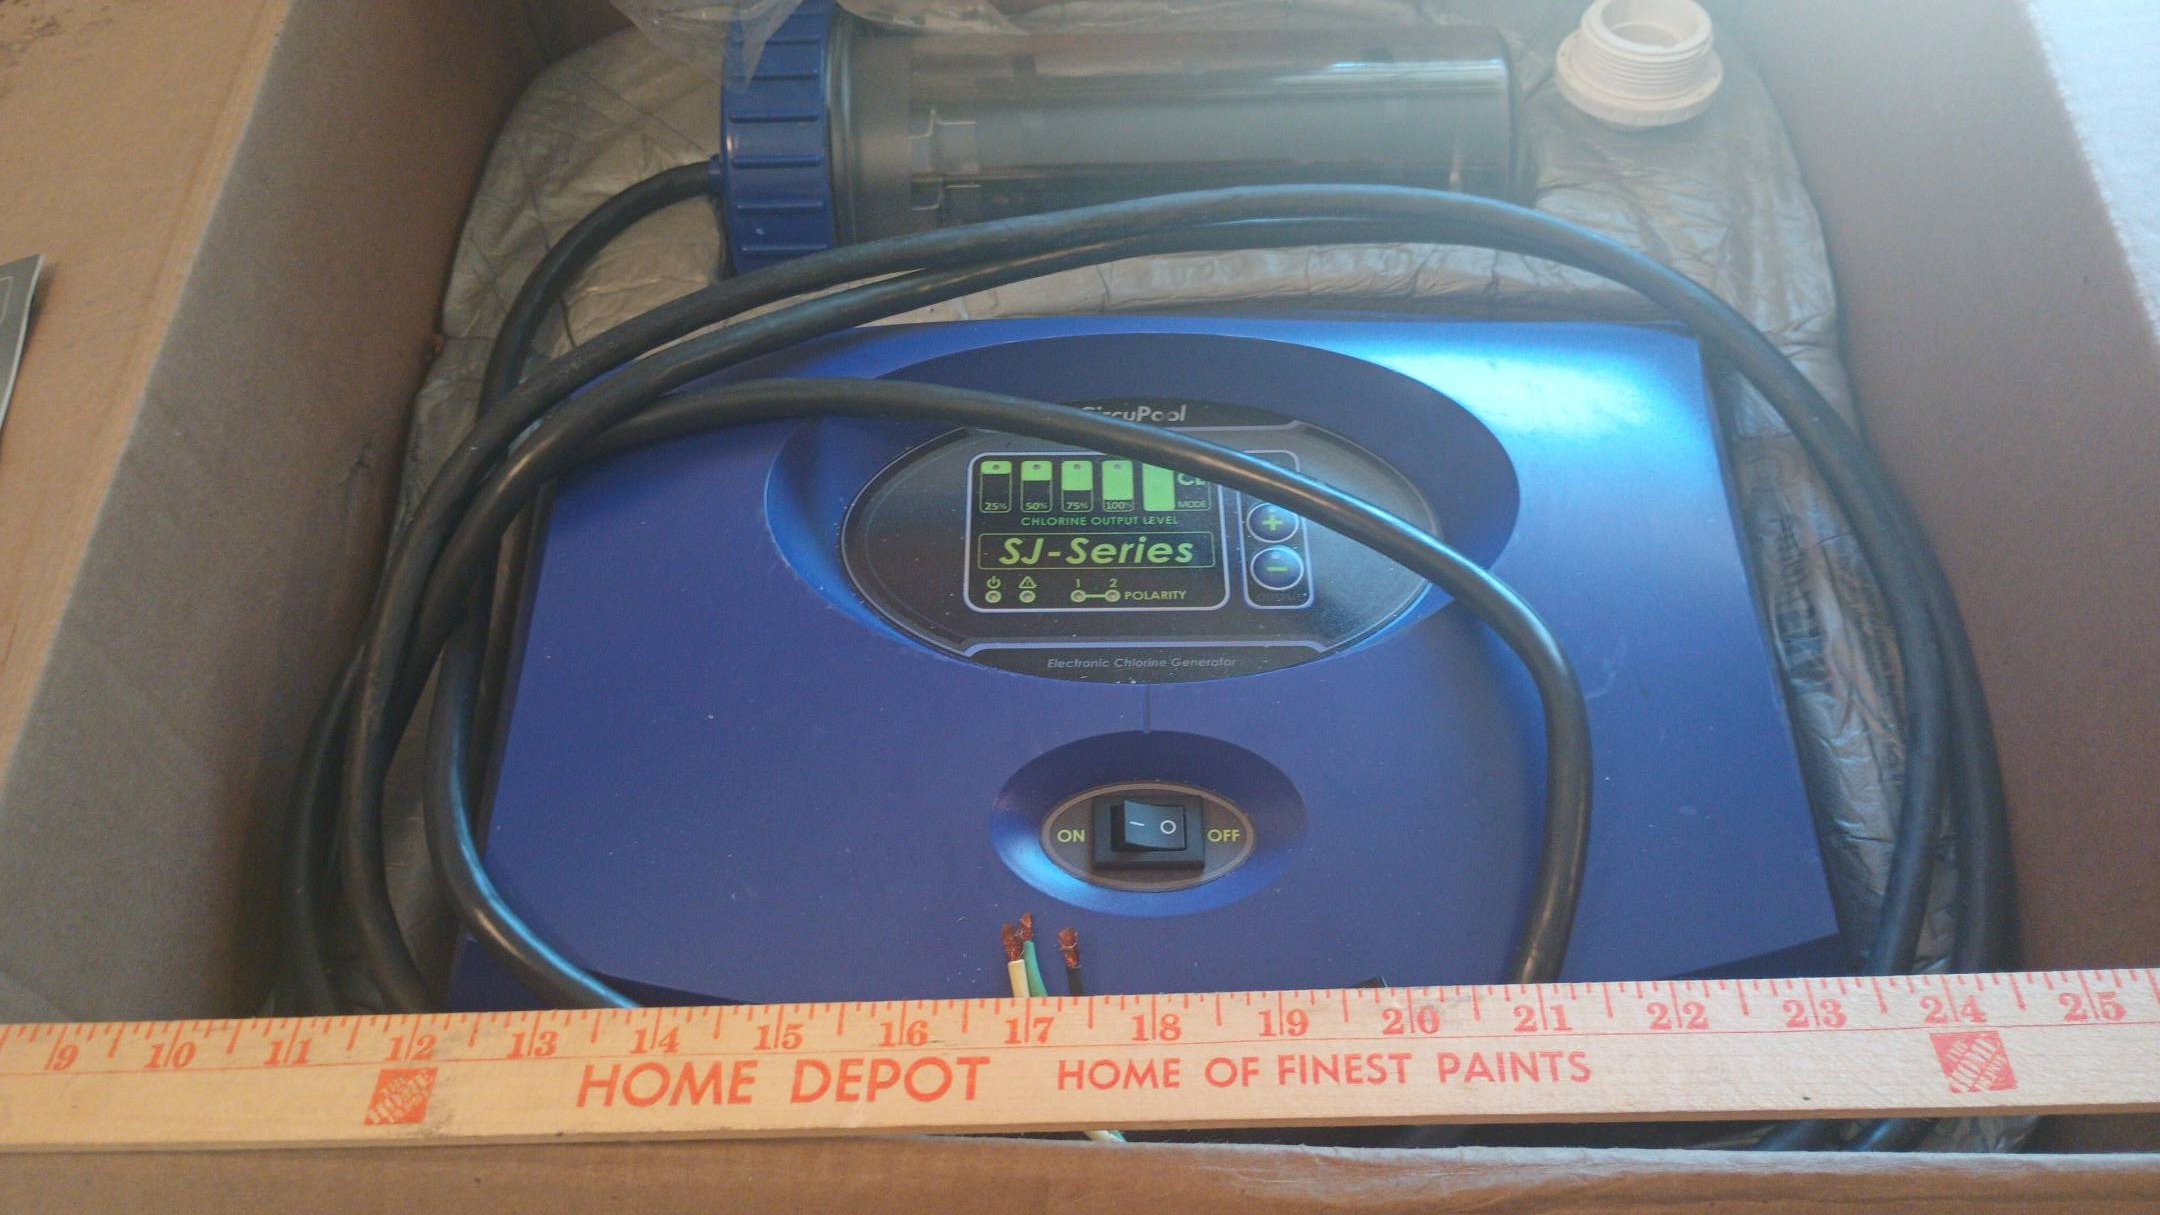 CircuPool
25% 50% 75% 100% MODE
CHLORINE OUTPUT LEVEL
SJ-Series
1 2 POLARITY
+
-
Electronic Chlorine Generator
ON — O OFF
9 10 11 12 13 14 15 16 17 18 19 20 21 22 23 24 25
HOME DEPOT HOME OF FINEST PAINTS